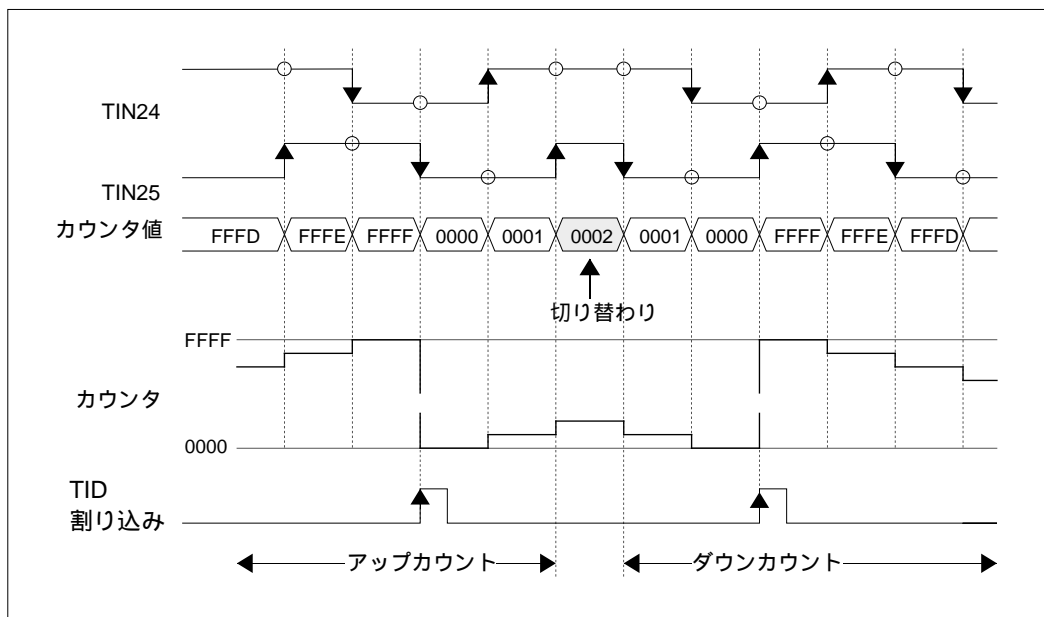 TIN24
TIN25
カウンタ値 FFFD FFFE FFFF 0000 0001 0002 0001 0000 FFFF FFFE FFFD
切り替わり
FFFF
カウンタ
0000
TID
割り込み
アップカウント ダウンカウント